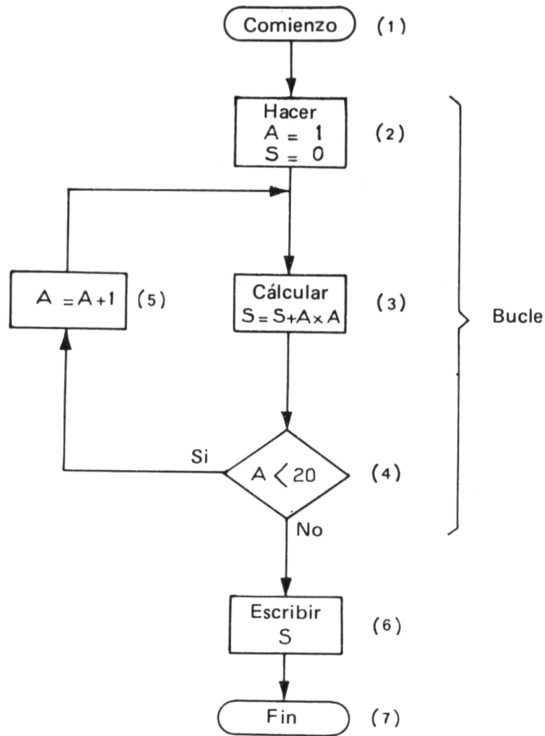 Comienzo (1)
Hacer
A = 1 (2)
S = 0
A = A+1 (5)
Cálcular (3)
S = S+A×A
Bucle
Si
A < 20 (4)
No
Escribir (6)
S
Fin (7)